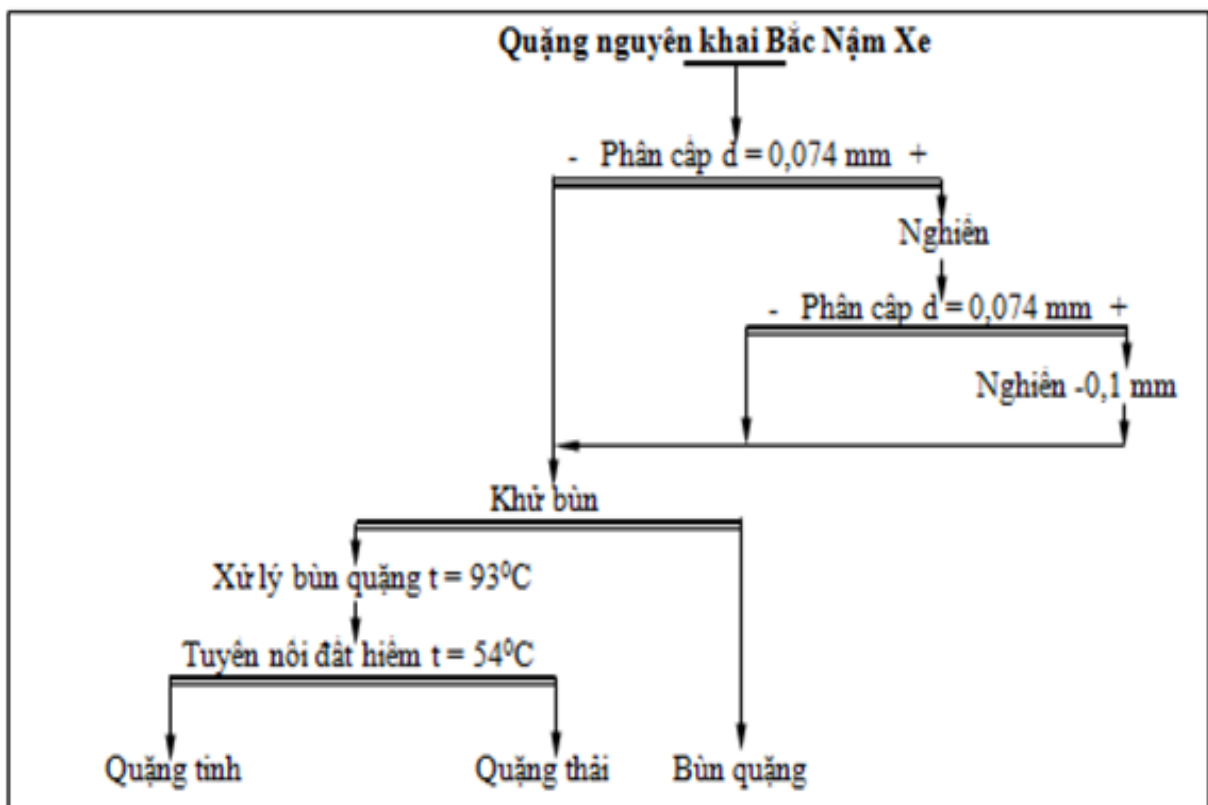 Quặng nguyên khai Bắc Nậm Xe
- Phân cấp d = 0,074 mm +
Nghiền
- Phân cấp d = 0,074 mm +
Nghiền -0,1 mm
Khử bùn
Xử lý bùn quặng t = 93⁰C
Tuyển nổi đất hiếm t = 54⁰C
Quặng tinh Quặng thải Bùn quặng